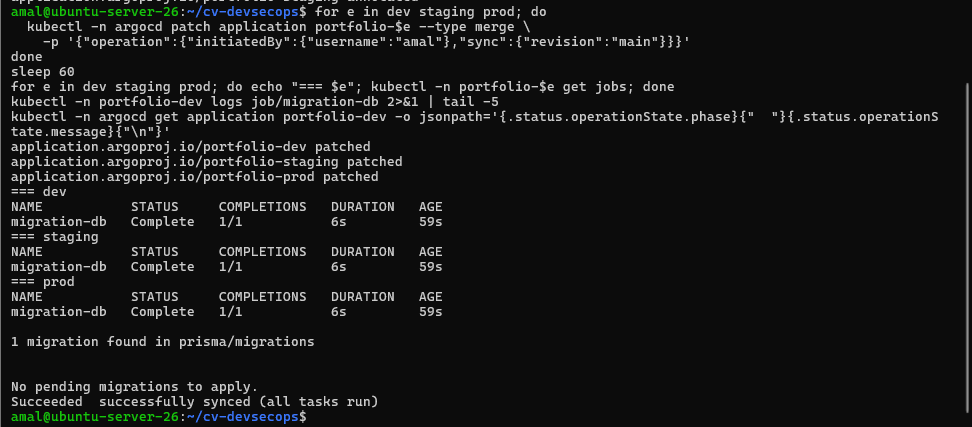 amal@ubuntu-server-26:~/cv-devsecops$ for e in dev staging prod; do
  kubectl -n argocd patch application portfolio-$e --type merge \
    -p '{"operation":{"initiatedBy":{"username":"amal"},"sync":{"revision":"main"}}}'
done
sleep 60
for e in dev staging prod; do echo "=== $e"; kubectl -n portfolio-$e get jobs; done
kubectl -n portfolio-dev logs job/migration-db 2>&1 | tail -5
kubectl -n argocd get application portfolio-dev -o jsonpath='{.status.operationState.phase}{"  "}{.status.operationS
tate.message}{"\n"}'
application.argoproj.io/portfolio-dev patched
application.argoproj.io/portfolio-staging patched
application.argoproj.io/portfolio-prod patched
=== dev
NAME           STATUS     COMPLETIONS   DURATION   AGE
migration-db   Complete   1/1           6s         59s
=== staging
NAME           STATUS     COMPLETIONS   DURATION   AGE
migration-db   Complete   1/1           6s         59s
=== prod
NAME           STATUS     COMPLETIONS   DURATION   AGE
migration-db   Complete   1/1           6s         59s
1 migration found in prisma/migrations
No pending migrations to apply.
Succeeded  successfully synced (all tasks run)
amal@ubuntu-server-26:~/cv-devsecops$